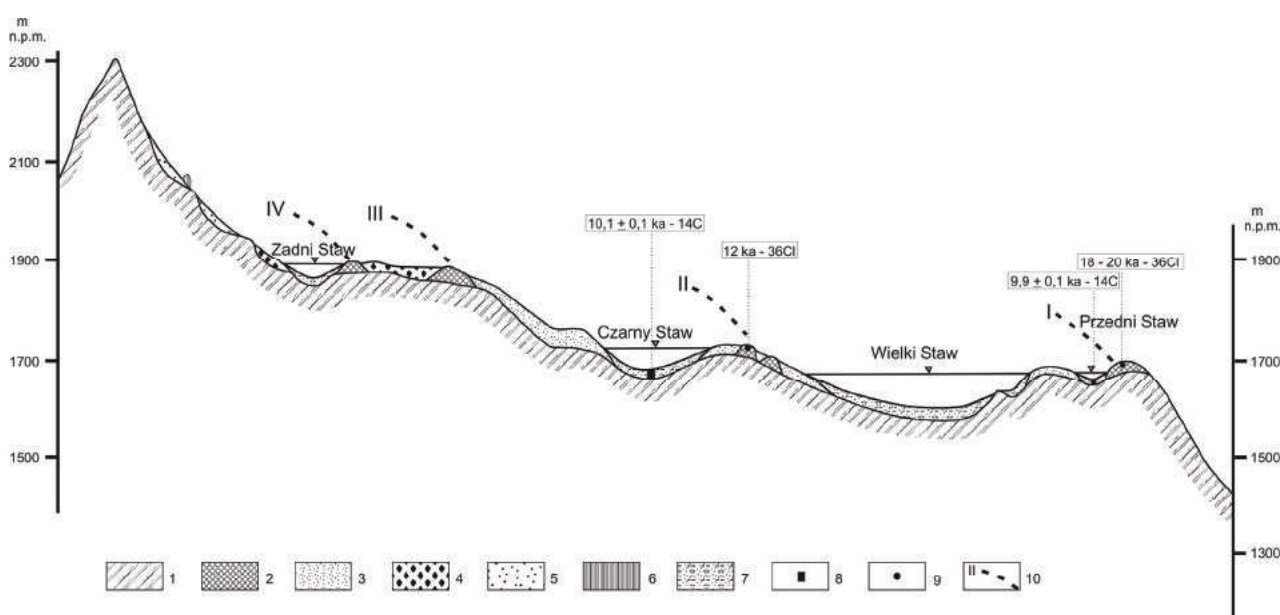 m
n.p.m.
2300
2100
1900
1700
1500
IV
III
Zadni Staw
10,1 ± 0,1 ka - 14C
12 ka - 36Cl
II
Czarny Staw
Wielki Staw
m
n.p.m.
18 - 20 ka - 36Cl
9,9 ± 0,1 ka - 14C
I
Przedni Staw
1900
1700
1500
1300
1
2
3
4
5
6
7
8
9
II
10